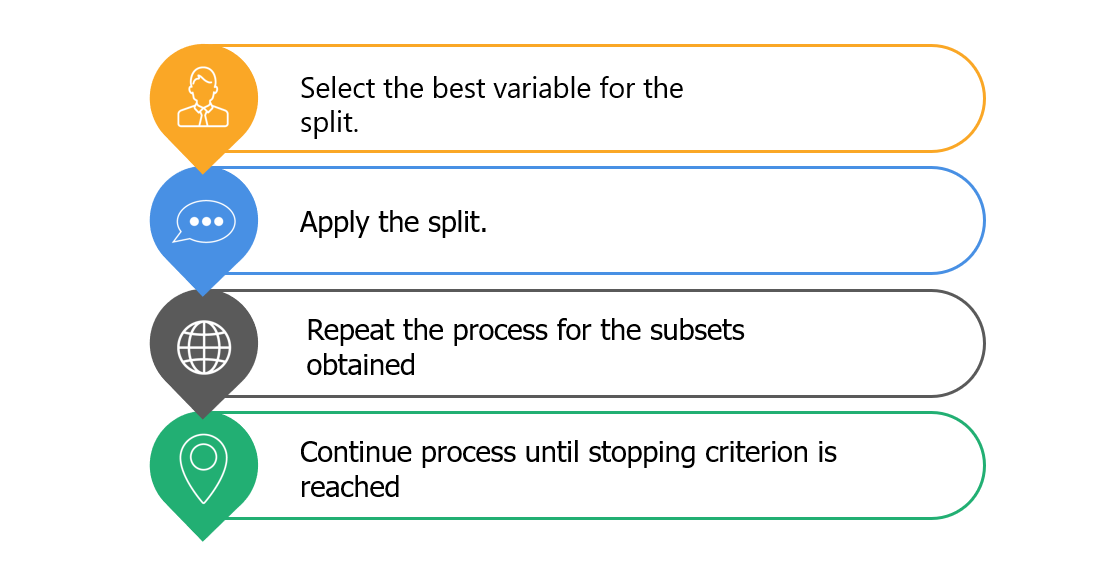 Select the best variable for the
split.
Apply the split.
Repeat the process for the subsets
obtained
Continue process until stopping criterion is
reached